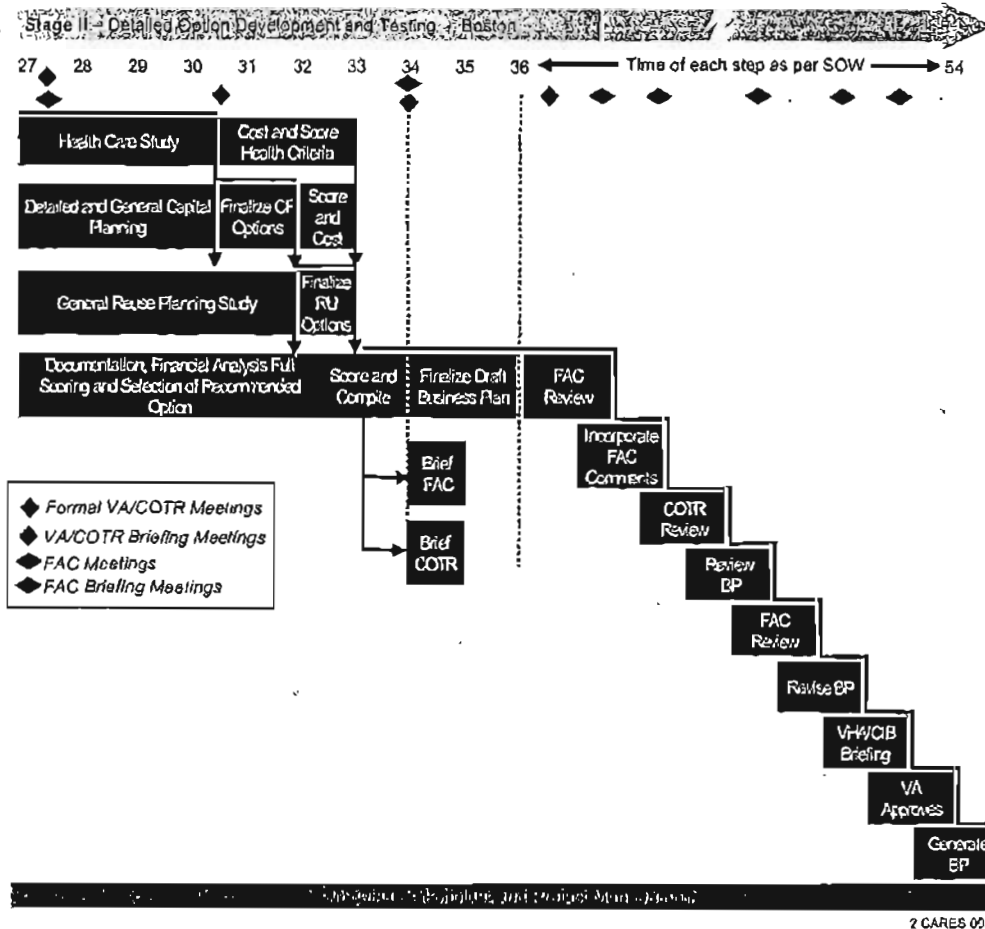 Stage II – Detailed Option Development and Testing – Boston
27 28 29 30 31 32 33 34 35 36 Time of each step as per SOW 54
Health Care Study
Cost and Score
Health Criteria
Detailed and General Capital
Planning
Finalize CP
Options
Score
and
Cost
General Reuse Planning Study
Finalize
RU
Options
Documentation, Financial Analysis Full
Scoring and Selection of Recommended
Option
Score and
Compile
Finalize Draft
Business Plan
FAC
Review
Brief
FAC
Incorporate
FAC
Comments
Formal VA/COTR Meetings
VA/COTR Briefing Meetings
FAC Meetings
FAC Briefing Meetings
COTR
Review
Brief
COTR
Review
BP
FAC
Review
Revise BP
Briefing
VA
Approves
Generate
BP
and Project Management
2 CARES 00